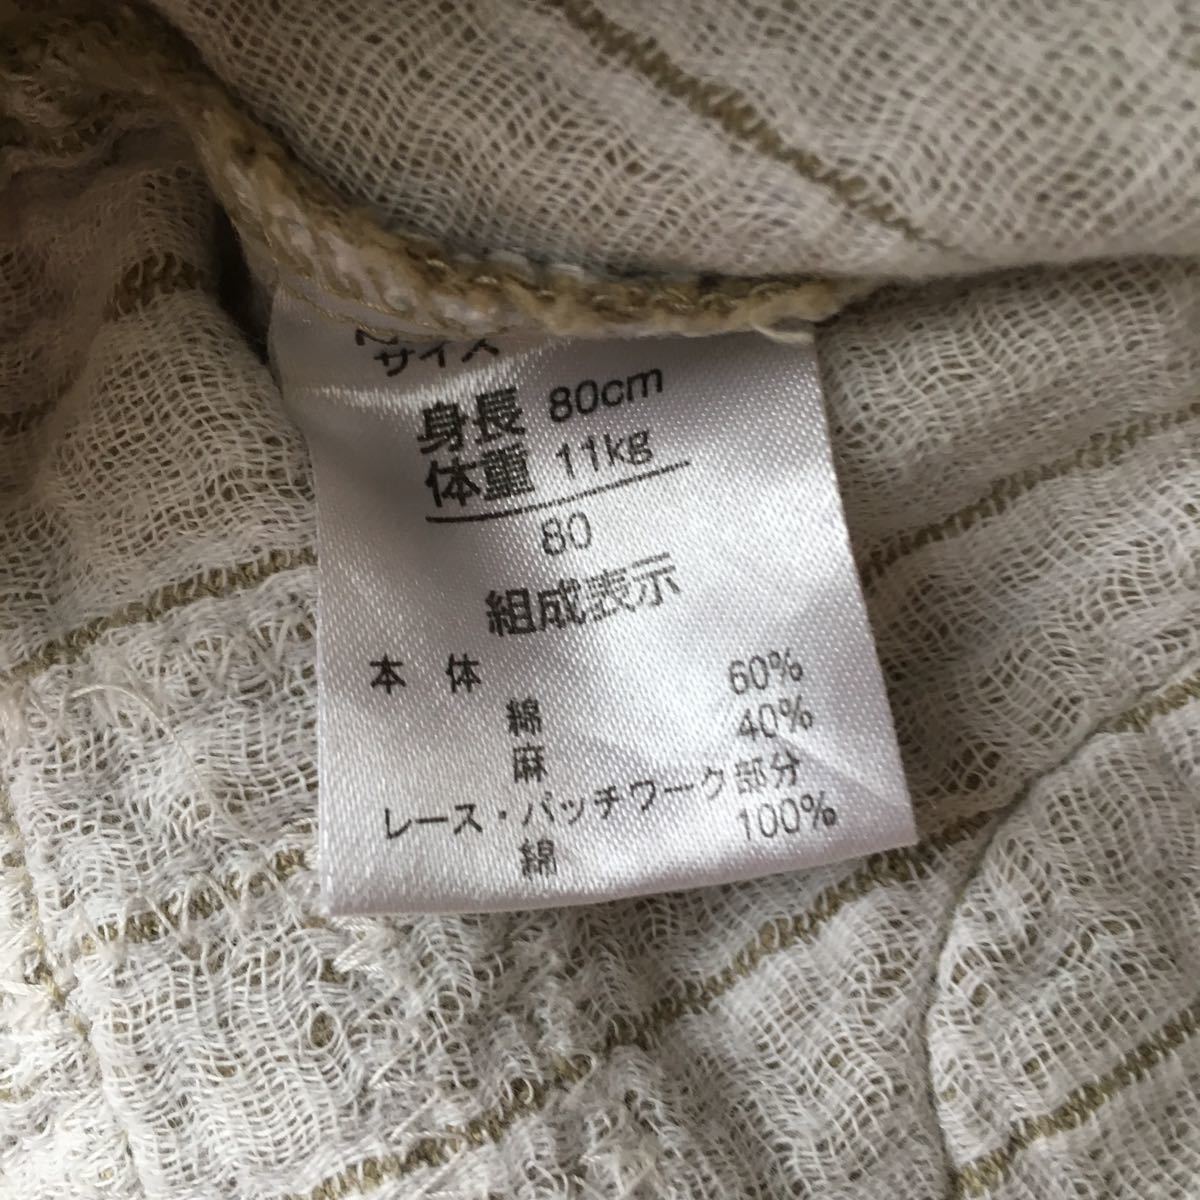 サイズ
身長 80cm
体重 11kg
80
組成表示
本 体
綿 60%
麻 40%
レース・パッチワーク部分
綿 100%